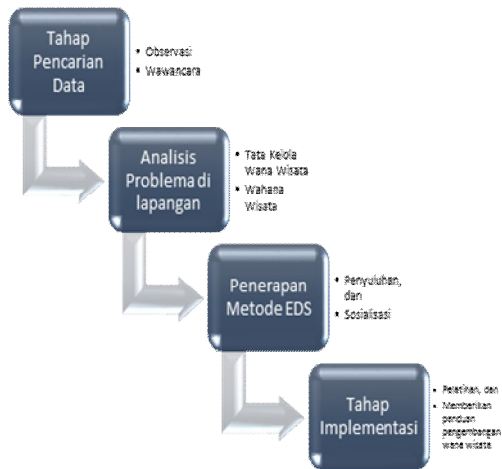 Tahap
Pencarian
Data
• Observasi
• Wawancara
Analisis
Problema di
lapangan
• Tata Kelola
Wana Wisata
• Wahana
Wisata
Penerapan
Metode EDS
• Penyuluhan,
dan
• Sosialisasi
Tahap
Implementasi
• Pelatihan, dan
• Memberikan
panduan
pengembangan
wana wisata